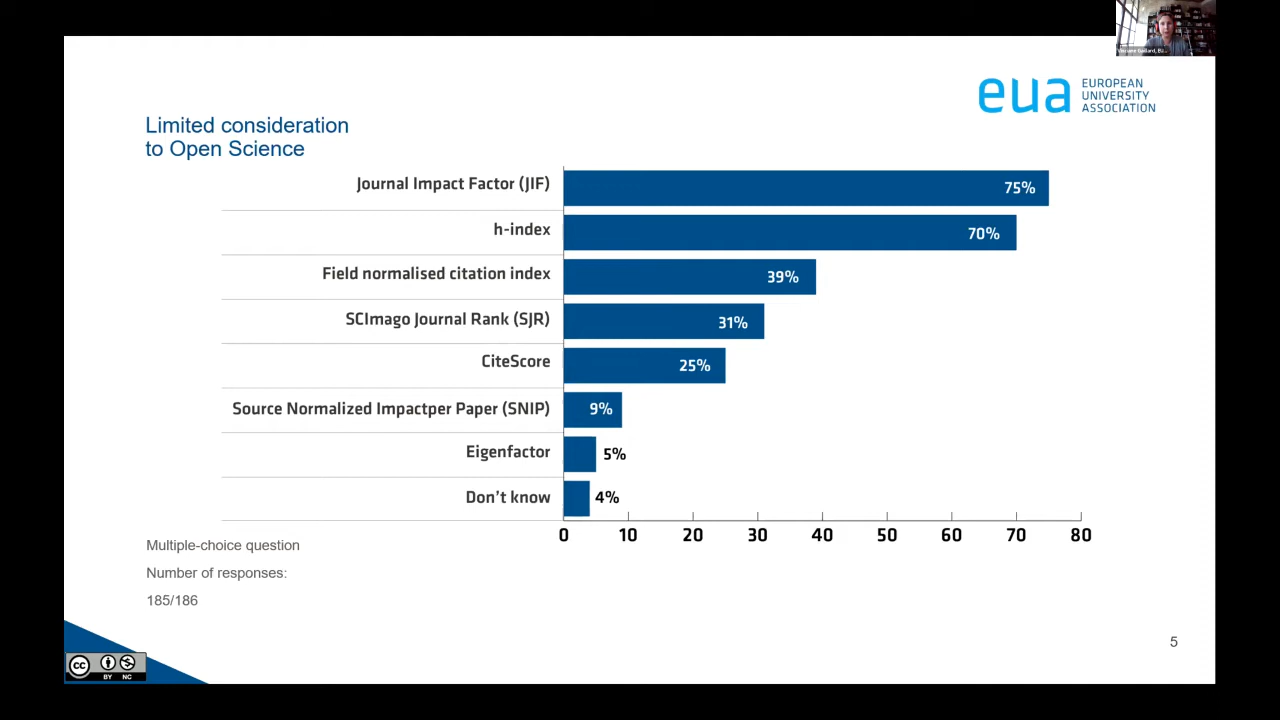 eua EUROPEAN
UNIVERSITY
ASSOCIATION
Limited consideration
to Open Science
Journal Impact Factor (JIF) 75%
h-index 70%
Field normalised citation index 39%
SCImago Journal Rank (SJR) 31%
CiteScore 25%
Source Normalized Impactper Paper (SNIP) 9%
Eigenfactor 5%
Don't know 4%
0 10 20 30 40 50 60 70 80
Multiple-choice question
Number of responses:
185/186
5
cc BY NC